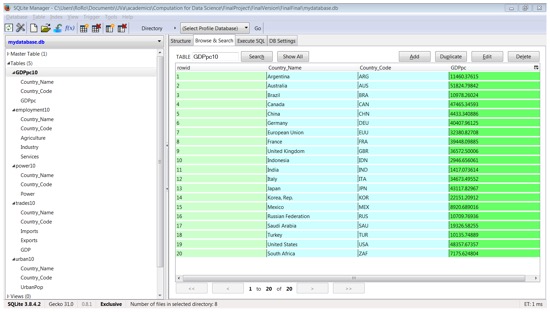 SQLite Manager - C:\Users\RoRo\Documents\Na\academics\Computation for Data Science\FinalProject\FinalVersion\FinalFinal\mydatabase.db
Database Table Index View Trigger Tools Help
Directory (Select Profile Database) Go
mydatabase.db
Structure Browse & Search Execute SQL DB Settings
Master Table (1)
Tables (5)
GDPpc10
Country_Name
Country_Code
GDPpc
employment10
Country_Name
Country_Code
Agriculture
Industry
Services
power10
Country_Name
Country_Code
Power
trades10
Country_Name
Country_Code
Imports
Exports
GDP
urban10
Country_Name
Country_Code
UrbanPop
Views (0)
TABLE GDPpc10 Search Show All Add Duplicate Edit Delete
rowid Country_Name Country_Code GDPpc
1 Argentina ARG 11460.37615
2 Australia AUS 51824.79842
3 Brazil BRA 10978.26024
4 Canada CAN 47465.34593
5 China CHN 4433.340886
6 Germany DEU 40407.96125
7 European Union EUU 32380.82708
8 France FRA 39448.09885
9 United Kingdom GBR 36572.50006
10 Indonesia IDN 2946.656061
11 India IND 1417.073614
12 Italy ITA 34673.49552
13 Japan JPN 43117.82967
14 Korea, Rep. KOR 22151.20912
15 Mexico MEX 8920.689016
16 Russian Federation RUS 10709.76936
17 Saudi Arabia SAU 19326.58255
18 Turkey TUR 10135.74889
19 United States USA 48357.67357
20 South Africa ZAF 7175.624804
<< < 1 to 20 of 20 > >>
SQLite 3.8.4.2 Gecko 31.0 0.8.1 Exclusive Number of files in selected directory: 8 ET: 1 ms